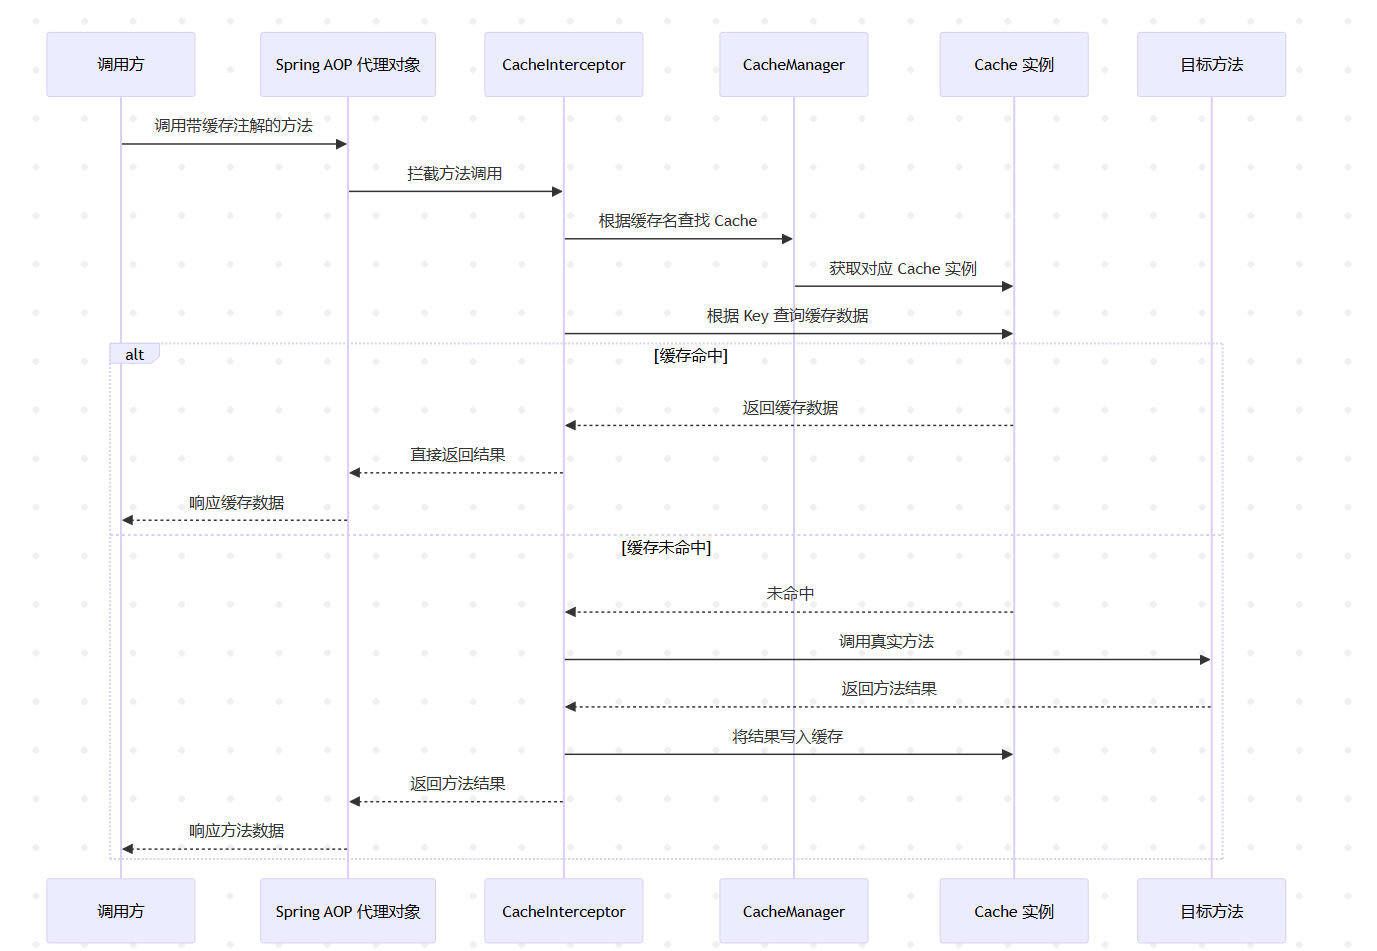 调用方
Spring AOP 代理对象
CacheInterceptor
CacheManager
Cache 实例
目标方法
调用带缓存注解的方法
拦截方法调用
根据缓存名查找 Cache
获取对应 Cache 实例
根据 Key 查询缓存数据
alt
[缓存命中]
返回缓存数据
直接返回结果
响应缓存数据
[缓存未命中]
未命中
调用真实方法
返回方法结果
将结果写入缓存
返回方法结果
响应方法数据
调用方
Spring AOP 代理对象
CacheInterceptor
CacheManager
Cache 实例
目标方法